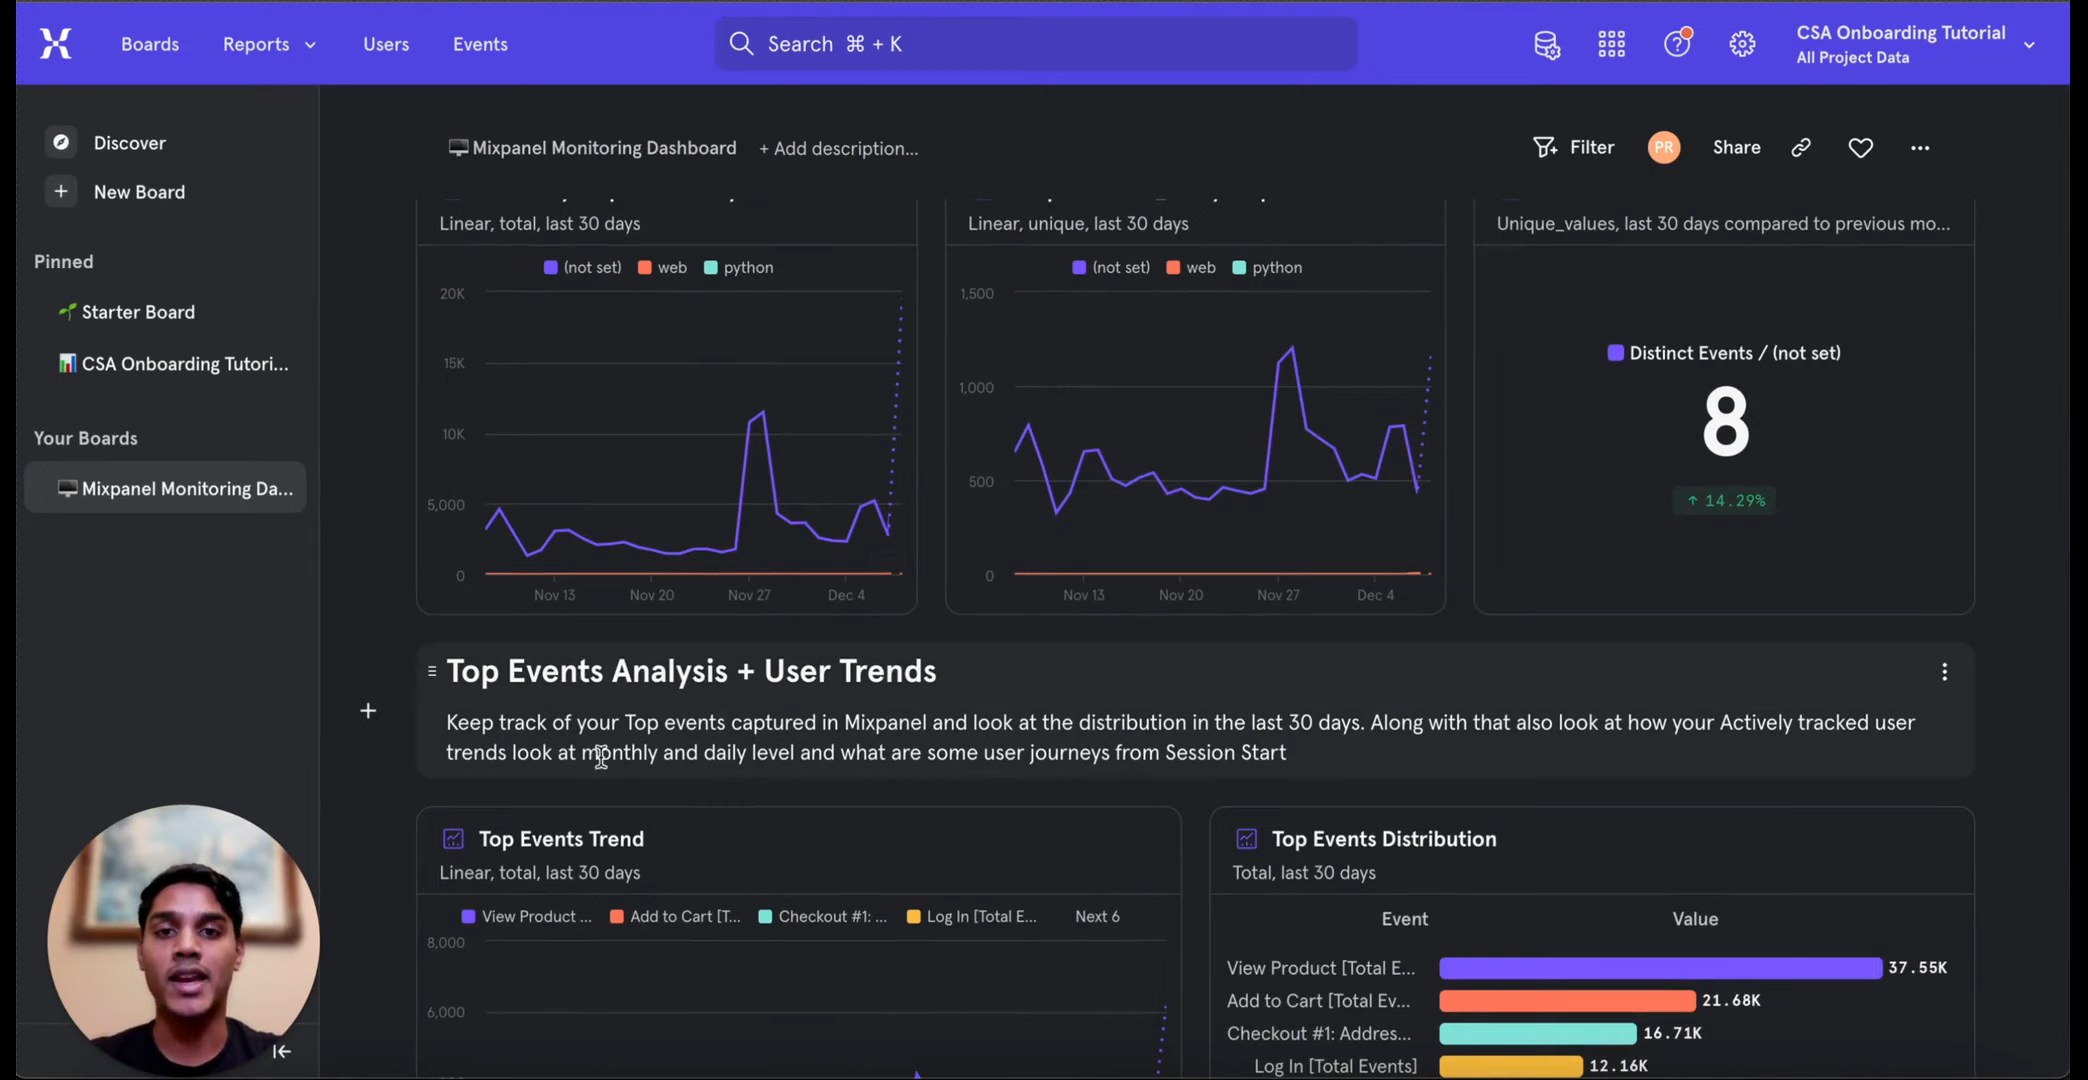 Boards
Reports
Users
Events
Search ⌘ + K
CSA Onboarding Tutorial
All Project Data
Discover
New Board
Pinned
Starter Board
CSA Onboarding Tutori...
Your Boards
Mixpanel Monitoring Da...
Mixpanel Monitoring Dashboard
+ Add description...
Filter
PR
Share
Linear, total, last 30 days
(not set) web python
20K
15K
10K
5,000
0
Nov 13 Nov 20 Nov 27 Dec 4
Linear, unique, last 30 days
(not set) web python
1,500
1,000
500
0
Nov 13 Nov 20 Nov 27 Dec 4
Unique_values, last 30 days compared to previous mo...
Distinct Events / (not set)
8
↑ 14.29%
Top Events Analysis + User Trends
Keep track of your Top events captured in Mixpanel and look at the distribution in the last 30 days. Along with that also look at how your Actively tracked user
trends look at monthly and daily level and what are some user journeys from Session Start
Top Events Trend
Linear, total, last 30 days
View Product ... Add to Cart [T... Checkout #1: ... Log In [Total E... Next 6
8,000
6,000
Top Events Distribution
Total, last 30 days
Event Value
View Product [Total E... 37.55K
Add to Cart [Total Ev... 21.68K
Checkout #1: Addres... 16.71K
Log In [Total Events] 12.16K